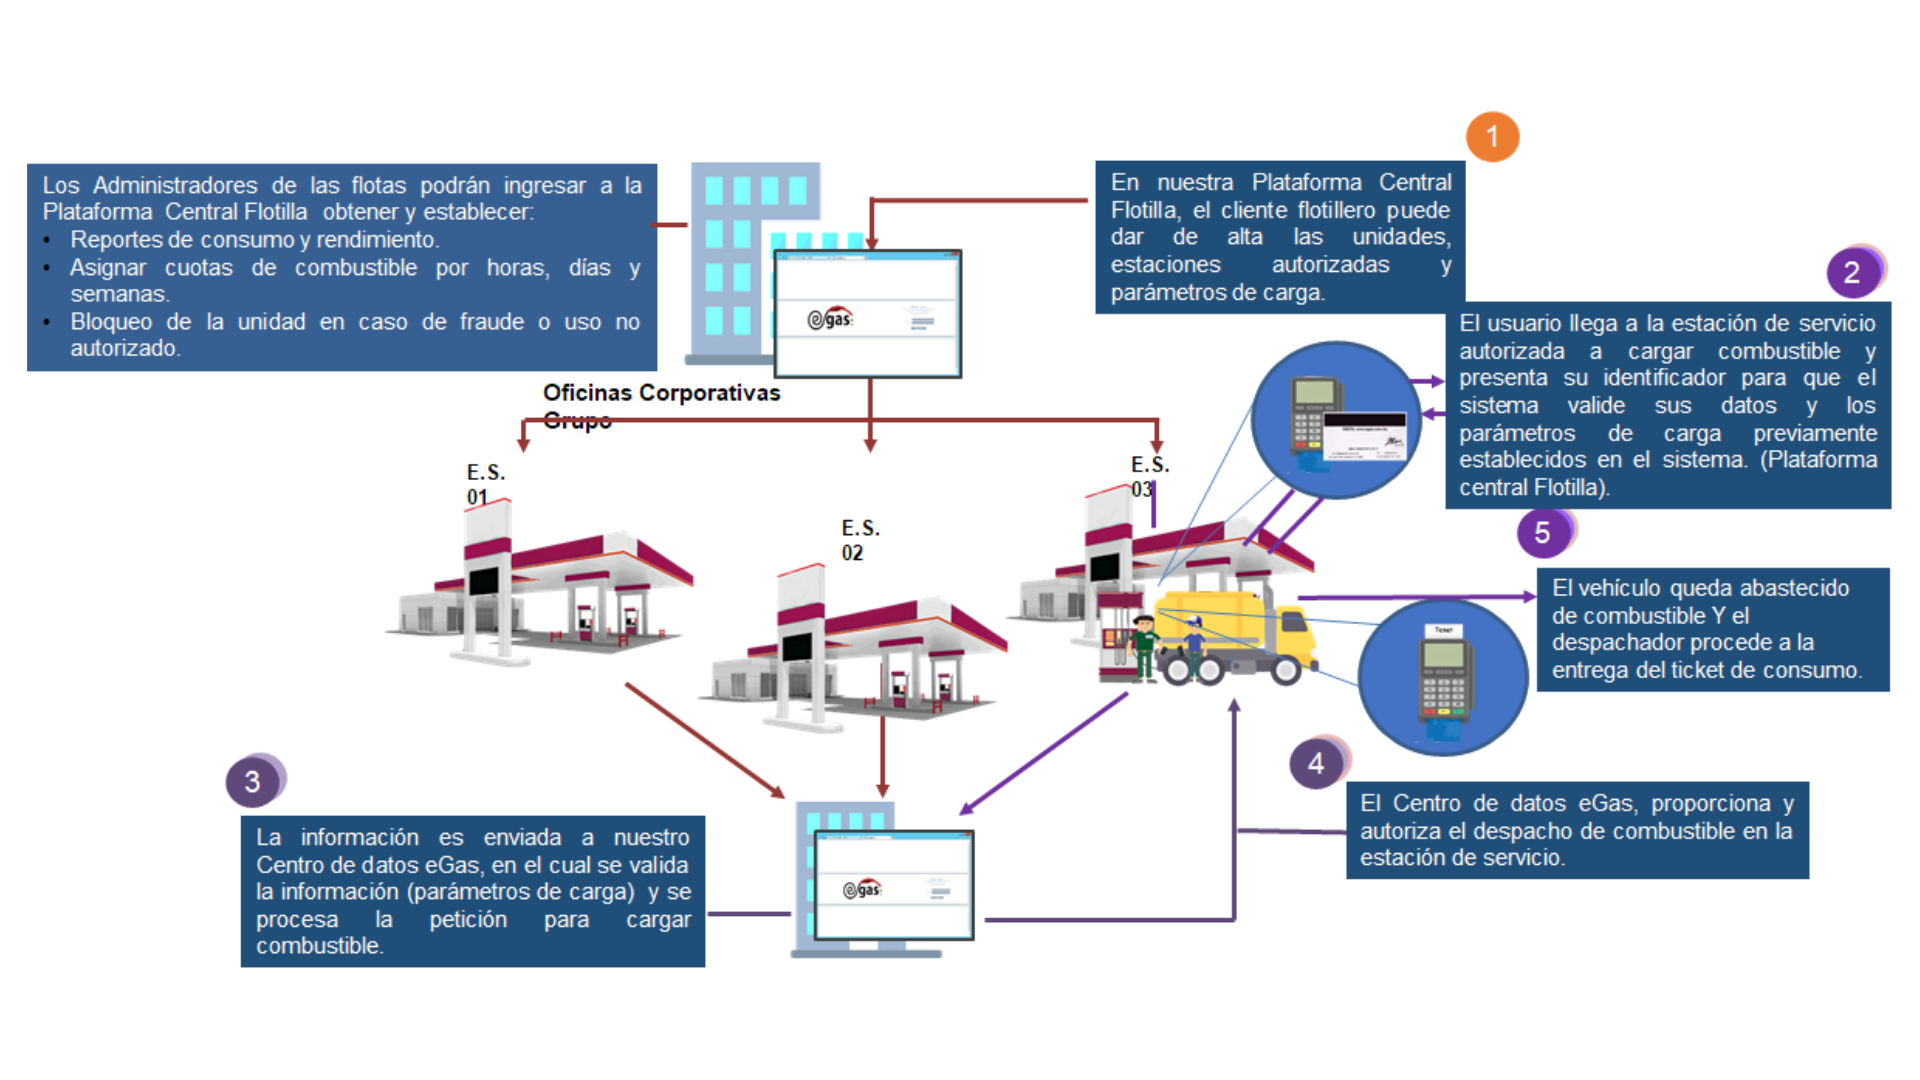 1
Los Administradores de las flotas podrán ingresar a la
Plataforma Central Flotilla obtener y establecer:
• Reportes de consumo y rendimiento.
• Asignar cuotas de combustible por horas, días y
semanas.
• Bloqueo de la unidad en caso de fraude o uso no
autorizado.
En nuestra Plataforma Central
Flotilla, el cliente flotillero puede
dar de alta las unidades,
estaciones autorizadas y
parámetros de carga.
egas
2
El usuario llega a la estación de servicio
autorizada a cargar combustible y
presenta su identificador para que el
sistema valide sus datos y los
parámetros de carga previamente
establecidos en el sistema. (Plataforma
central Flotilla).
Oficinas Corporativas
Grupo
E.S.
01
E.S.
02
E.S.
03
5
El vehículo queda abastecido
de combustible Y el
despachador procede a la
entrega del ticket de consumo.
Ticket
3
La información es enviada a nuestro
Centro de datos eGas, en el cual se valida
la información (parámetros de carga) y se
procesa la petición para cargar
combustible.
egas
4
El Centro de datos eGas, proporciona y
autoriza el despacho de combustible en la
estación de servicio.